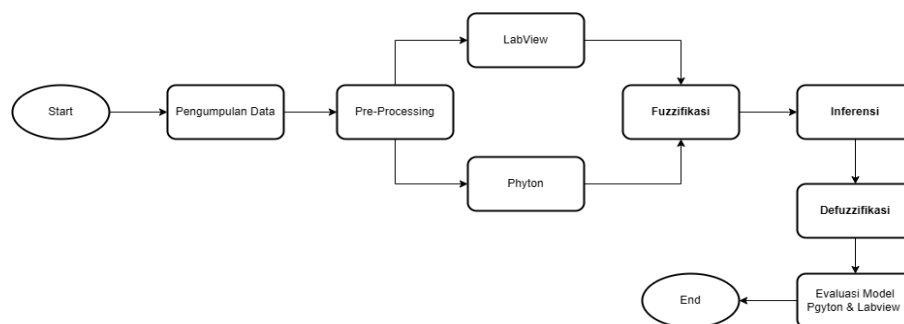 Start
Pengumpulan Data
Pre-Processing
LabView
Phyton
Fuzzifikasi
Inferensi
Defuzzifikasi
Evaluasi Model
Pgyton & Labview
End